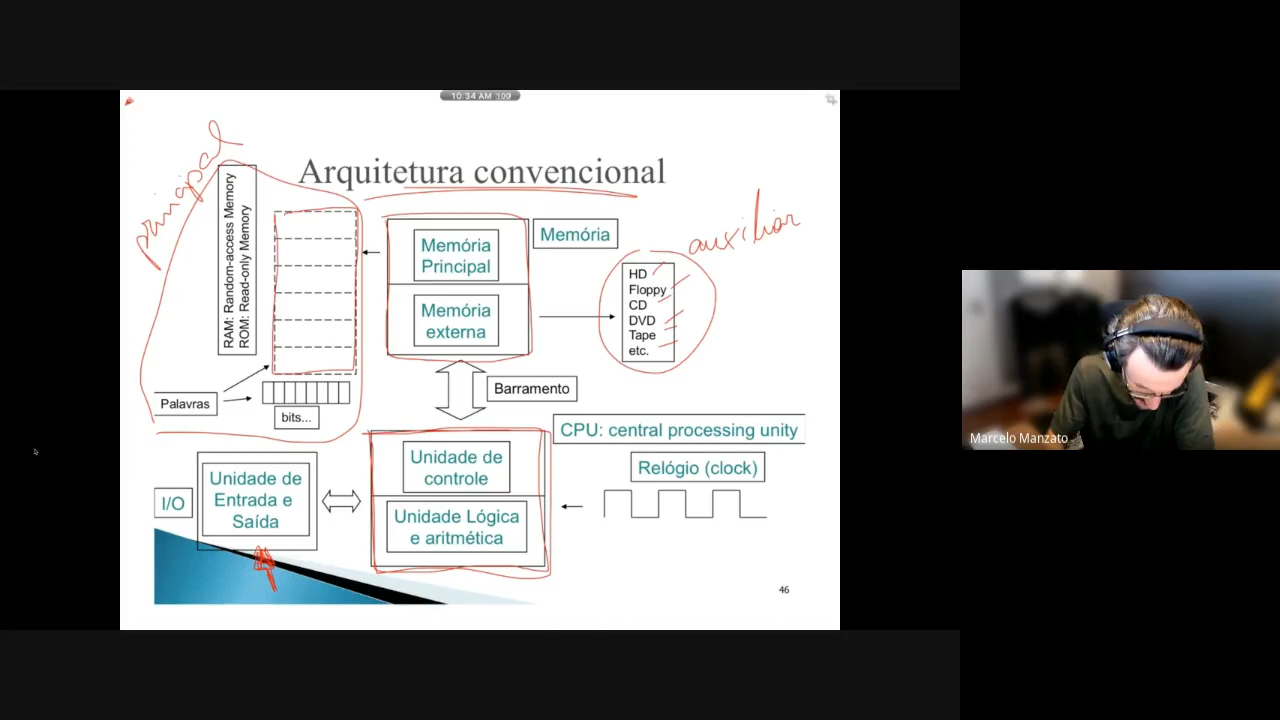 10:34 AM 100
principal
Arquitetura convencional
RAM: Random-access Memory
ROM: Read-only Memory
Memória
Principal
Memória
auxiliar
Memória
externa
HD
Floppy
CD
DVD
Tape
etc.
Palavras
bits...
Barramento
CPU: central processing unity
Unidade de
controle
Relógio (clock)
I/O
Unidade de
Entrada e
Saída
Unidade Lógica
e aritmética
46
Marcelo Manzato